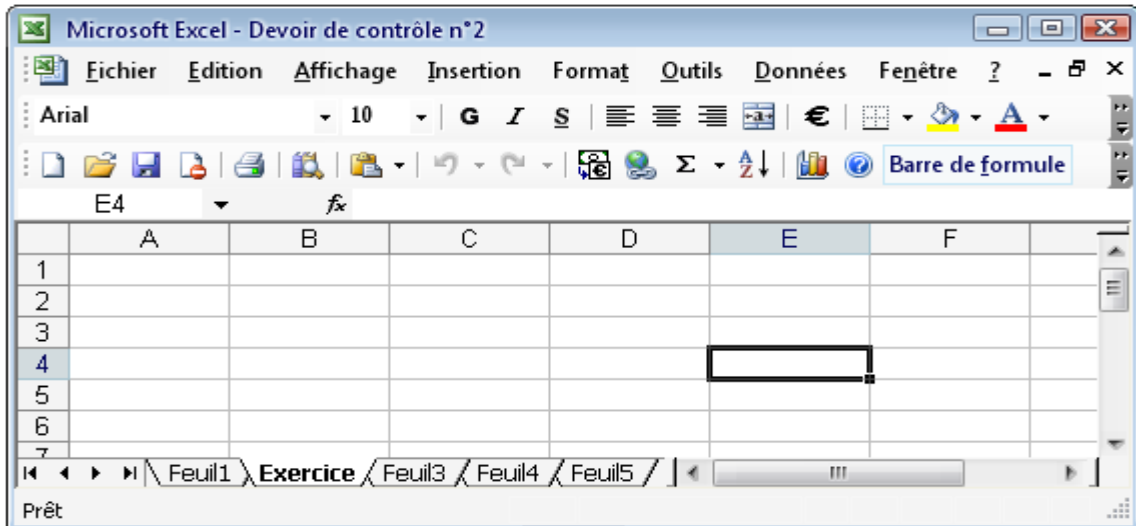 Microsoft Excel - Devoir de contrôle n°2
Fichier Edition Affichage Insertion Format Outils Données Fenêtre ?
Arial 10 G I S € A
Σ Barre de formule
E4 fx
A B C D E F
1
2
3
4
5
6
7
Feuil1 Exercice Feuil3 Feuil4 Feuil5
Prêt